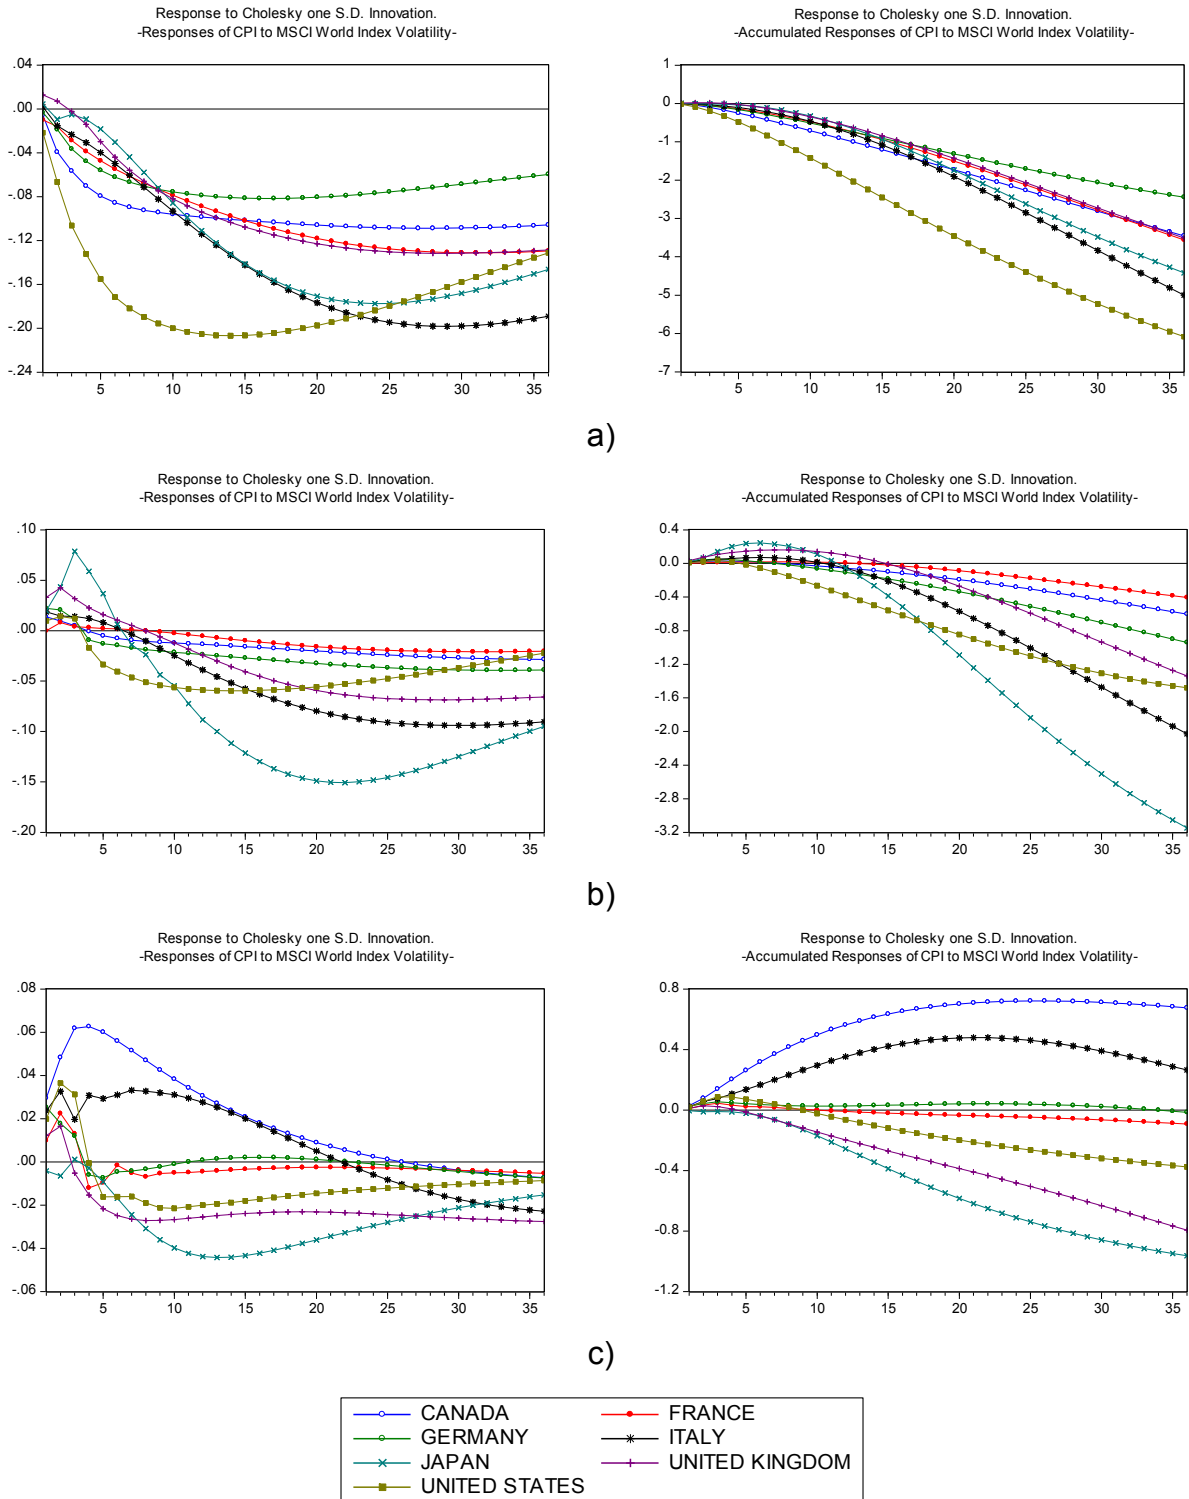 Response to Cholesky one S.D. Innovation.
-Responses of CPI to MSCI World Index Volatility-
.04
.00
-.04
-.08
-.12
-.16
-.20
-.24
5 10 15 20 25 30 35
Response to Cholesky one S.D. Innovation.
-Accumulated Responses of CPI to MSCI World Index Volatility-
1
0
-1
-2
-3
-4
-5
-6
-7
5 10 15 20 25 30 35
a)
Response to Cholesky one S.D. Innovation.
-Responses of CPI to MSCI World Index Volatility-
.10
.05
.00
-.05
-.10
-.15
-.20
5 10 15 20 25 30 35
Response to Cholesky one S.D. Innovation.
-Accumulated Responses of CPI to MSCI World Index Volatility-
0.4
0.0
-0.4
-0.8
-1.2
-1.6
-2.0
-2.4
-2.8
-3.2
5 10 15 20 25 30 35
b)
Response to Cholesky one S.D. Innovation.
-Responses of CPI to MSCI World Index Volatility-
.08
.06
.04
.02
.00
-.02
-.04
-.06
5 10 15 20 25 30 35
Response to Cholesky one S.D. Innovation.
-Accumulated Responses of CPI to MSCI World Index Volatility-
0.8
0.4
0.0
-0.4
-0.8
-1.2
5 10 15 20 25 30 35
c)
CANADA FRANCE
GERMANY ITALY
JAPAN UNITED KINGDOM
UNITED STATES